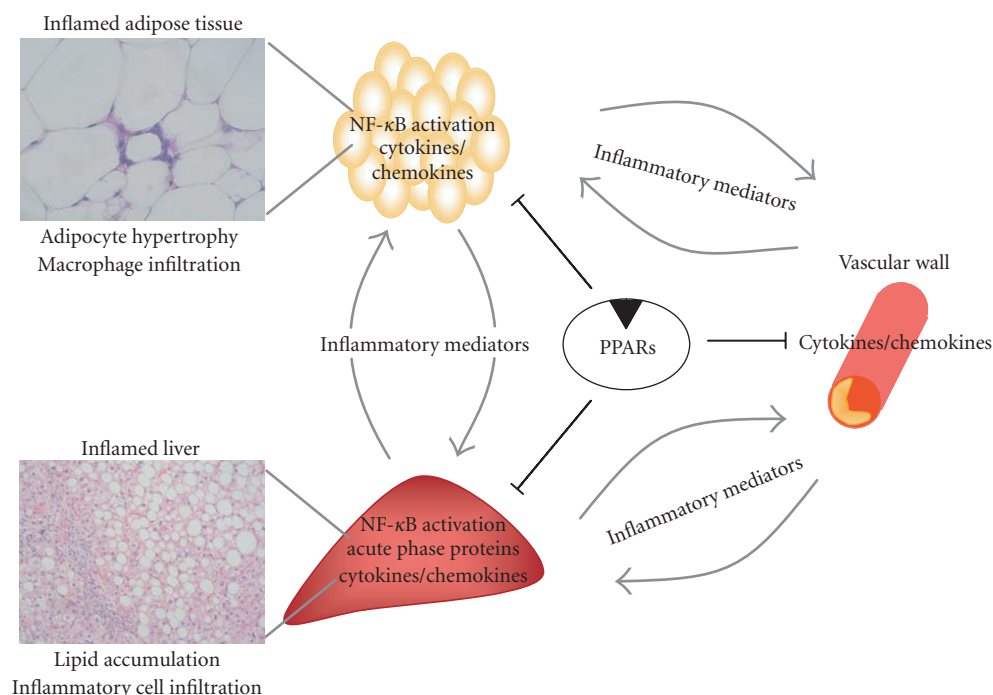 Inflamed adipose tissue
NF-κB activation
cytokines/
chemokines
Adipocyte hypertrophy
Macrophage infiltration
Inflammatory mediators
Vascular wall
Inflammatory mediators
PPARs
Cytokines/chemokines
Inflamed liver
NF-κB activation
acute phase proteins
cytokines/chemokines
Inflammatory mediators
Lipid accumulation
Inflammatory cell infiltration